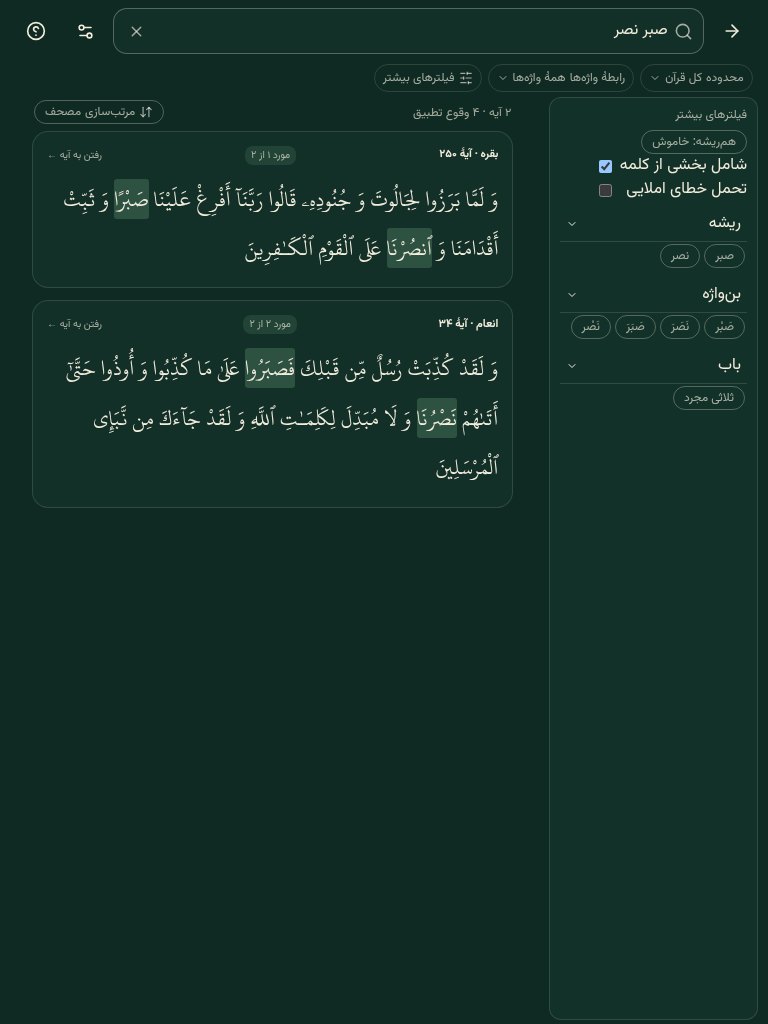 صبر نصر
محدوده کل قرآن
رابطهٔ واژه‌ها همهٔ واژه‌ها
فیلترهای بیشتر
فیلترهای بیشتر
هم‌ریشه: خاموش
شامل بخشی از کلمه
تحمل خطای املایی
ریشه
صبر
نصر
بن‌واژه
صَبْر
نَصَرَ
صَبَرَ
نَصْر
باب
ثلاثی مجرد
۲ آیه · ۴ وقوع تطبیق
مرتب‌سازی مصحف
بقره · آیهٔ ۲۵۰
مورد ۱ از ۲
رفتن به آیه ←
وَ لَمَّا بَرَزُوا لِجَالُوتَ وَ جُنُودِهِۦ قَالُوا رَبَّنَآ أَفْرِغْ عَلَيْنَا صَبْرًا وَ ثَبِّتْ
أَقْدَامَنَا وَ ٱنصُرْنَا عَلَى ٱلْقَوْمِ ٱلْكَـٰفِرِينَ
انعام · آیهٔ ۳۴
مورد ۲ از ۲
رفتن به آیه ←
وَ لَقَدْ كُذِّبَتْ رُسُلٌ مِّن قَبْلِكَ فَصَبَرُوا عَلَىٰ مَا كُذِّبُوا وَ أُوذُوا حَتَّىٰٓ
أَتَىٰهُمْ نَصْرُنَا وَ لَا مُبَدِّلَ لِكَلِمَـٰتِ ٱللَّهِ وَ لَقَدْ جَآءَكَ مِن نَّبَإِى
ٱلْمُرْسَلِينَ